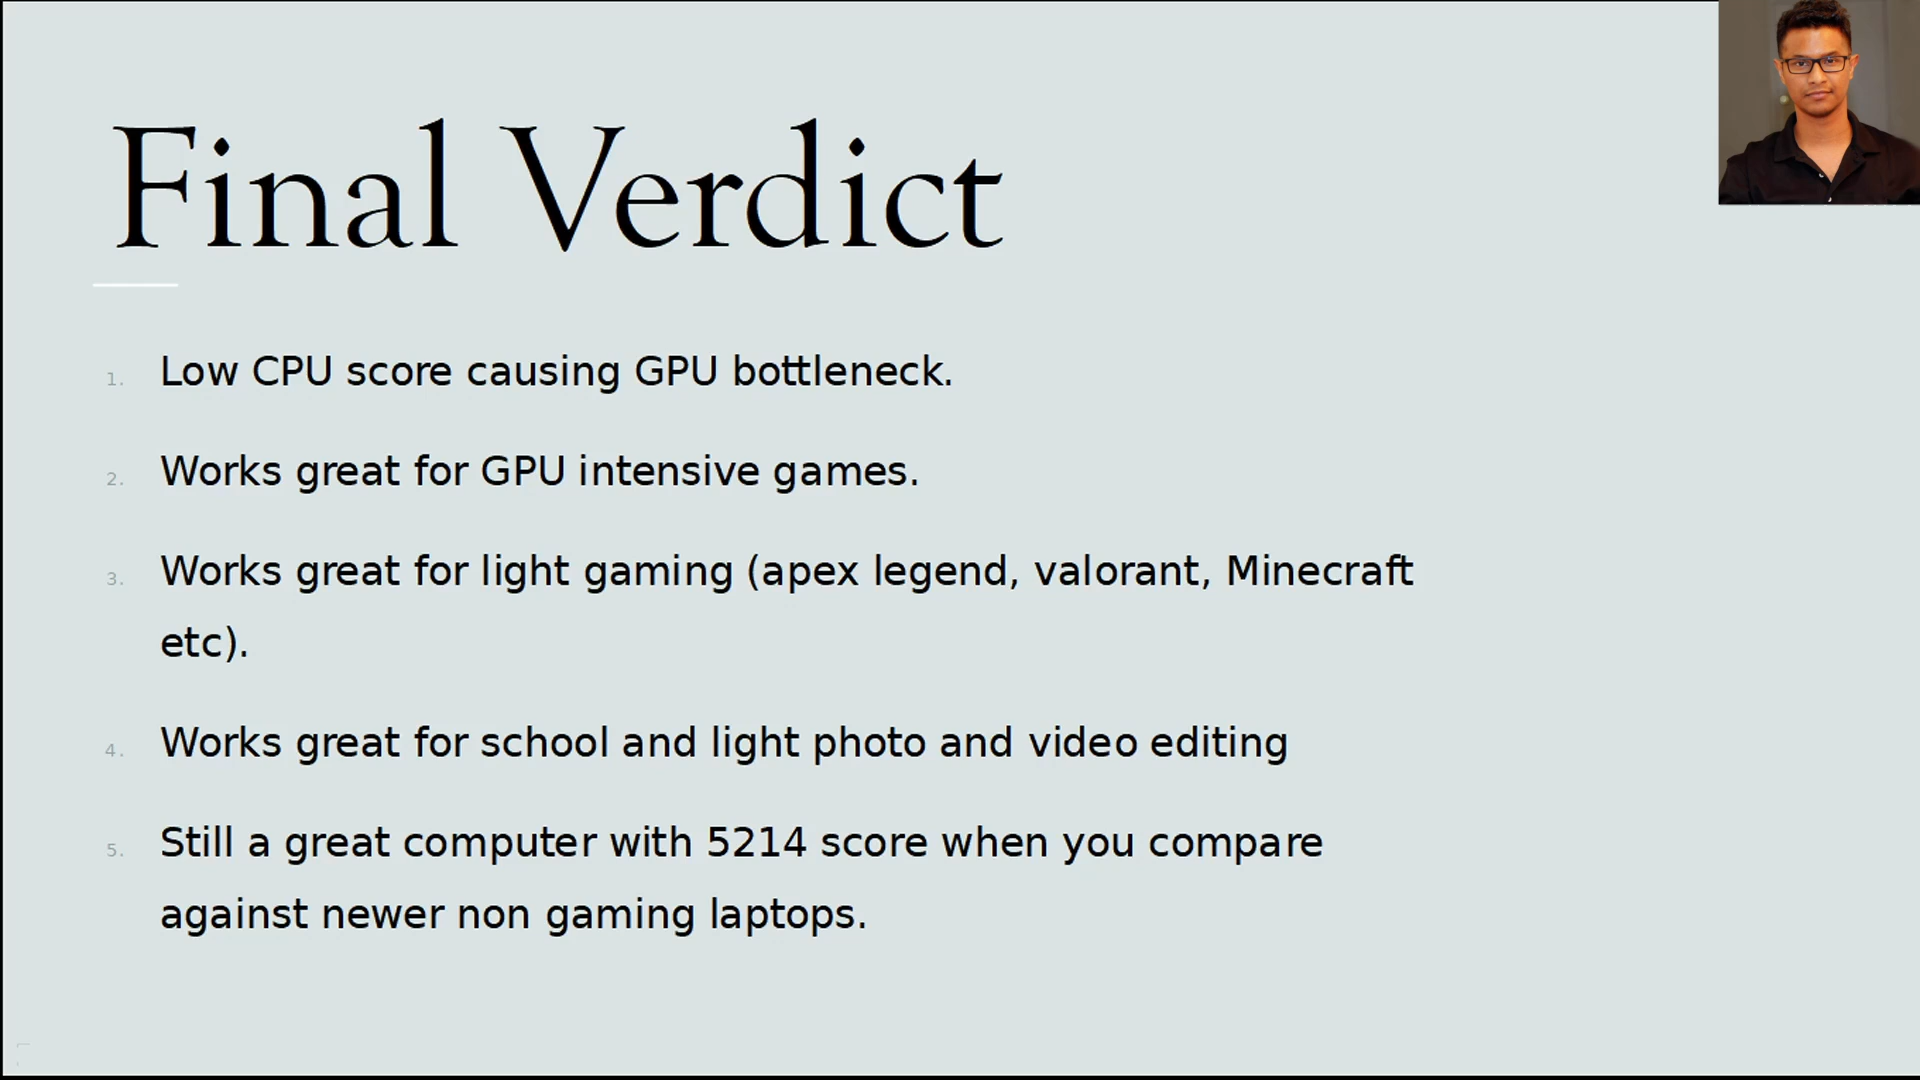 Final Verdict
1. Low CPU score causing GPU bottleneck.
2. Works great for GPU intensive games.
3. Works great for light gaming (apex legend, valorant, Minecraft
etc).
4. Works great for school and light photo and video editing
5. Still a great computer with 5214 score when you compare
against newer non gaming laptops.